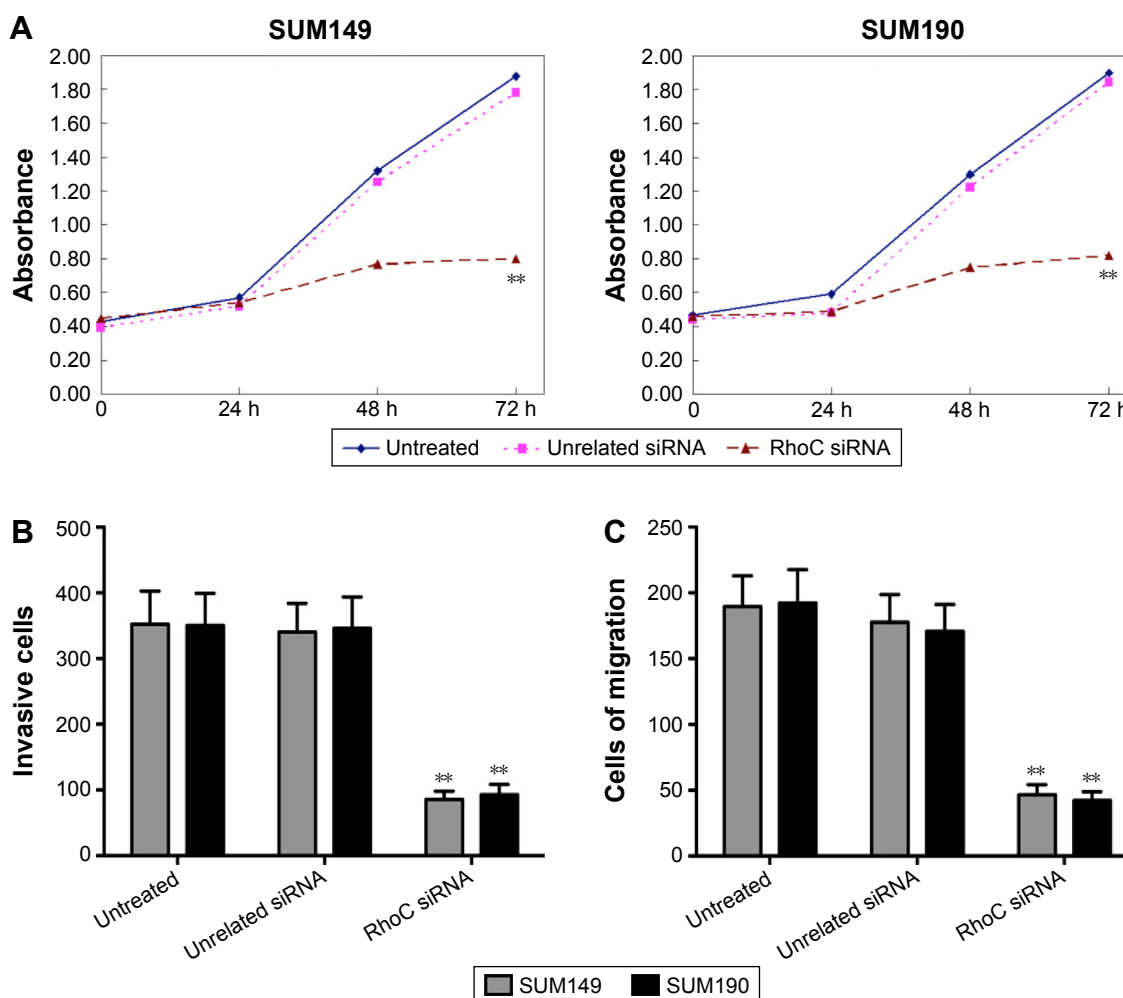 A
SUM149
SUM190
Absorbance
2.00
1.80
1.60
1.40
1.20
1.00
0.80
0.60
0.40
0.20
0.00
0
24 h
48 h
72 h
**
Absorbance
2.00
1.80
1.60
1.40
1.20
1.00
0.80
0.60
0.40
0.20
0.00
0
24 h
48 h
72 h
**
Untreated Unrelated siRNA RhoC siRNA
B
Invasive cells
500
400
300
200
100
0
** **
Untreated
Unrelated siRNA
RhoC siRNA
C
Cells of migration
250
200
150
100
50
0
** **
Untreated
Unrelated siRNA
RhoC siRNA
SUM149 SUM190